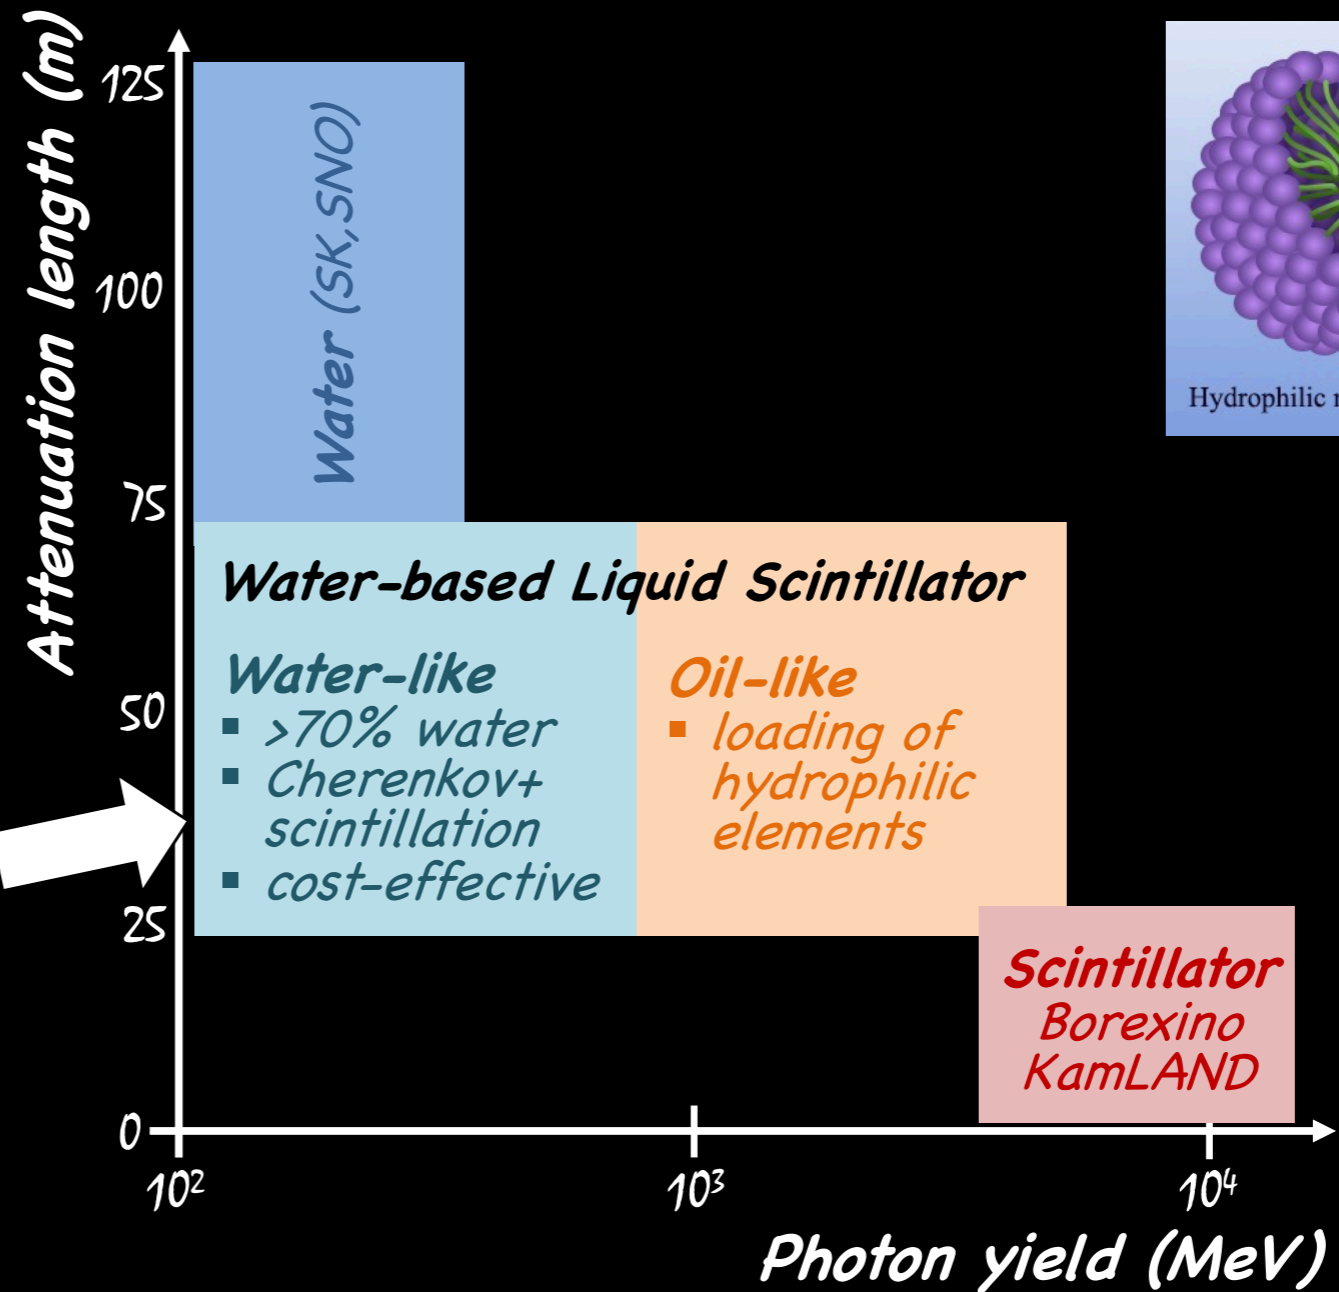 Attenuation length (m)
125
100
75
50
25
0
10²
10³
10⁴
Photon yield (MeV)
Water (SK,SNO)
Water-based Liquid Scintillator
Water-like
▪ >70% water
▪ Cherenkov+
scintillation
▪ cost-effective
Oil-like
▪ loading of
hydrophilic
elements
Scintillator
Borexino
KamLAND
Hydrophilic